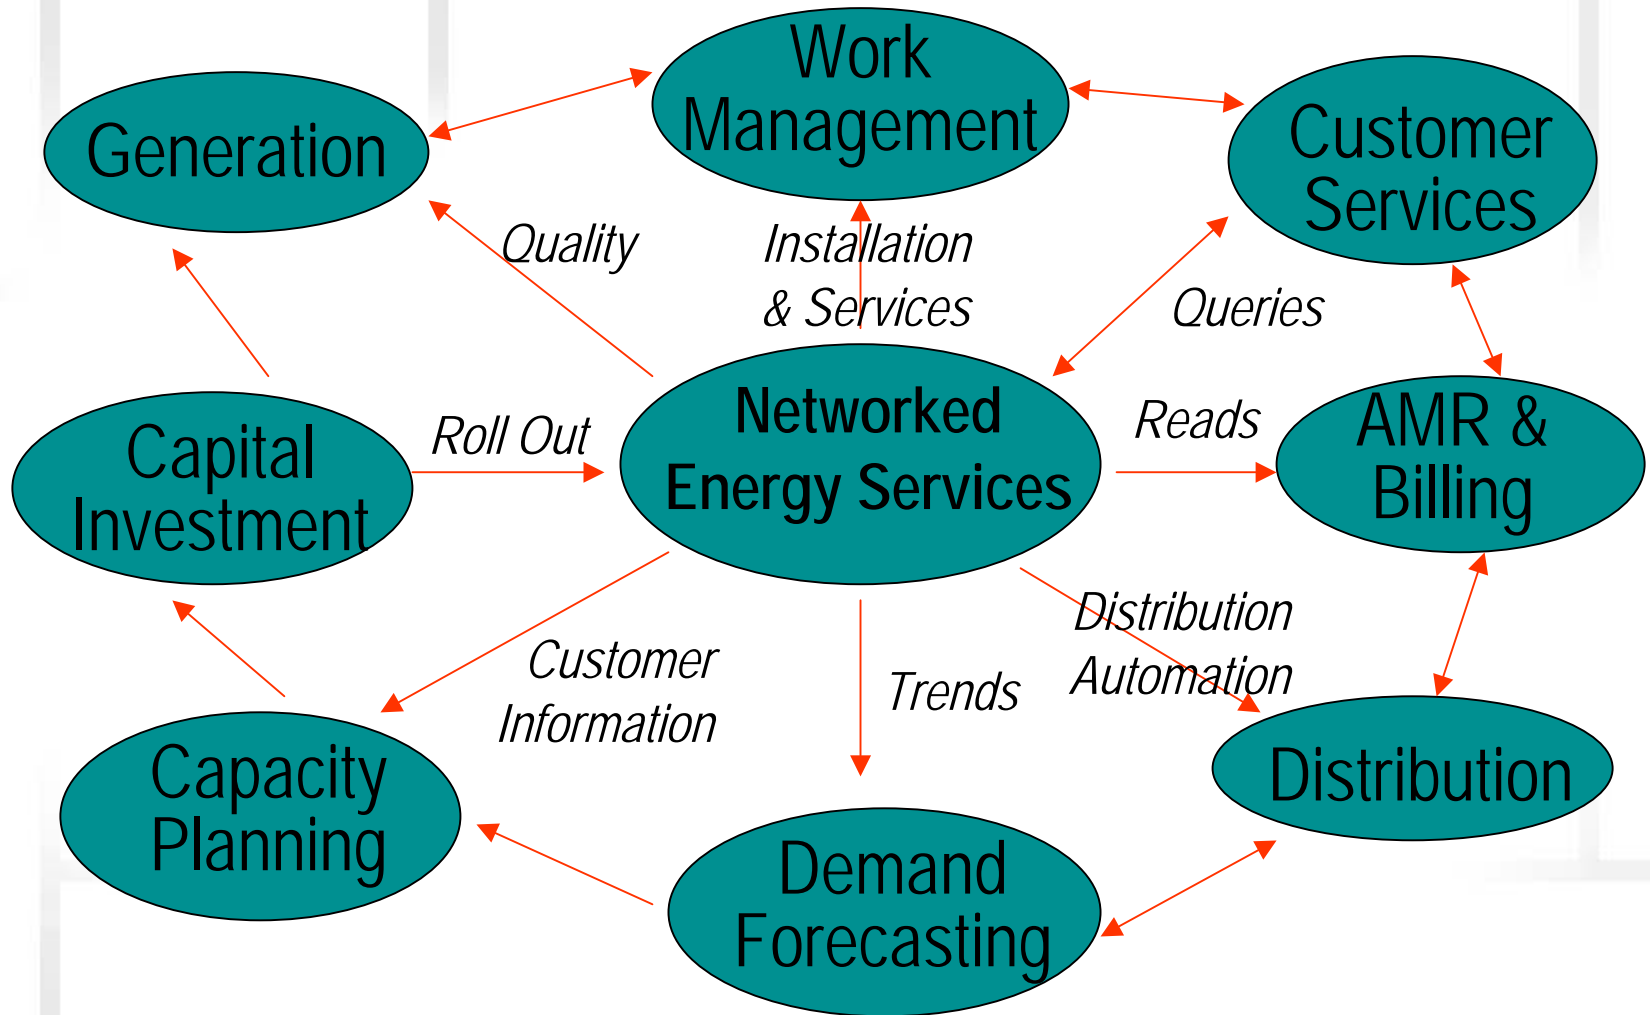 Work
Management
Generation
Customer
Services
Quality
Installation
& Services
Queries
Networked
Energy Services
Capital
Investment
Roll Out
Reads
AMR &
Billing
Customer
Information
Trends
Distribution
Automation
Capacity
Planning
Demand
Forecasting
Distribution